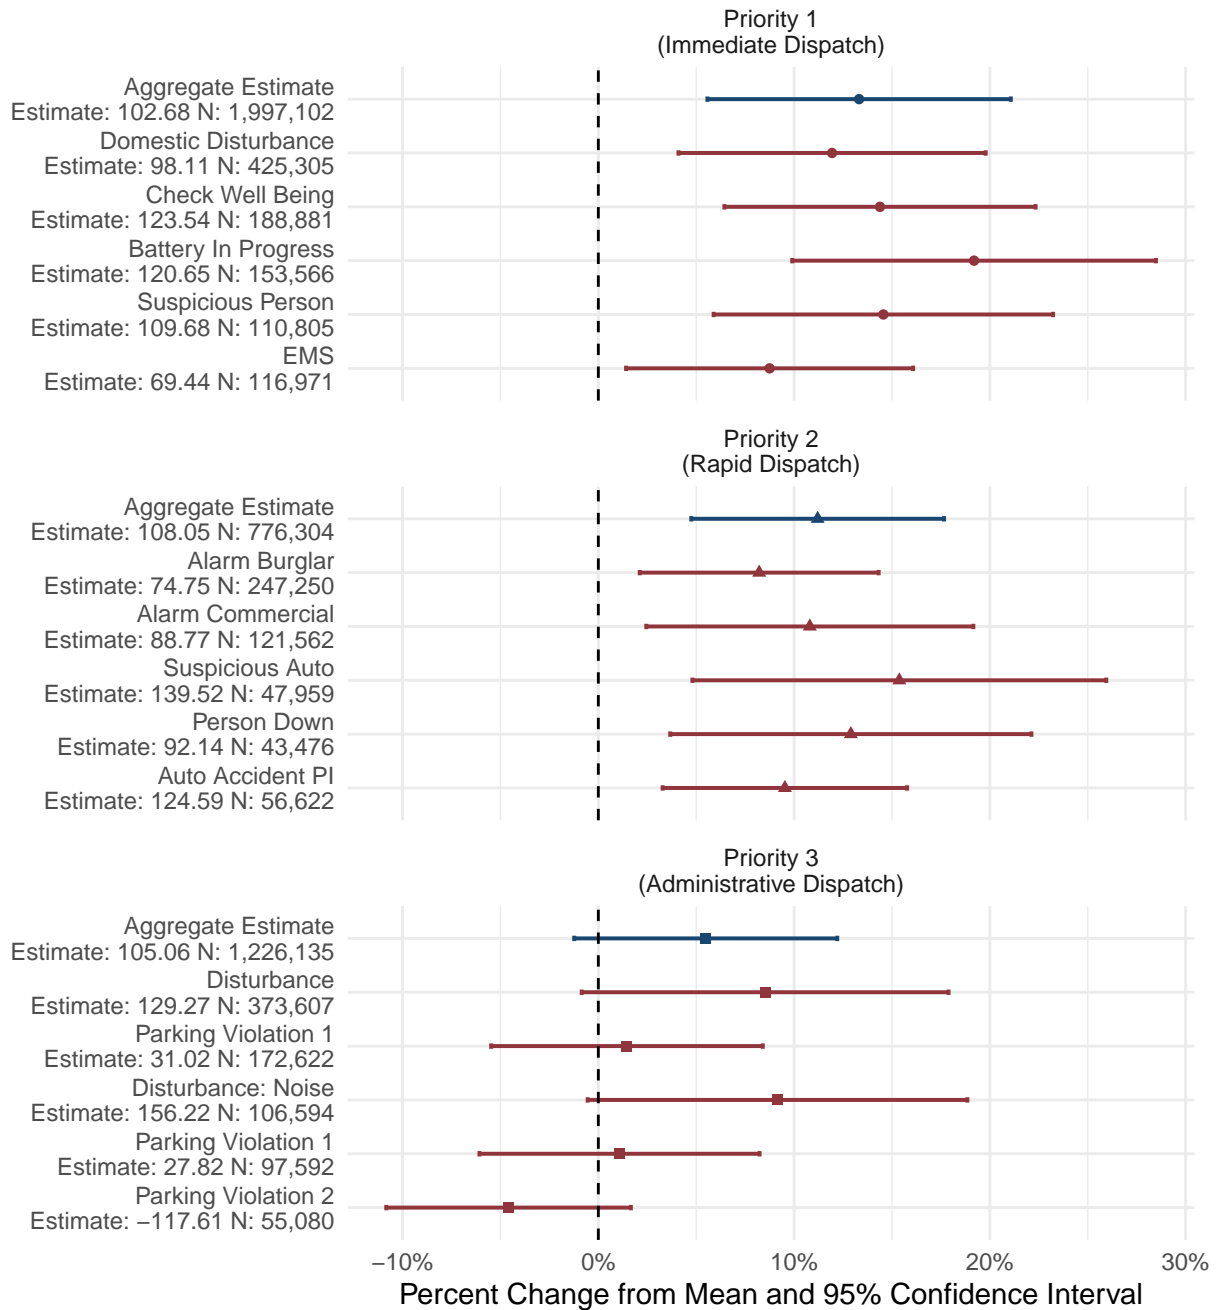 Priority 1
(Immediate Dispatch)
Aggregate Estimate
Estimate: 102.68 N: 1,997,102
Domestic Disturbance
Estimate: 98.11 N: 425,305
Check Well Being
Estimate: 123.54 N: 188,881
Battery In Progress
Estimate: 120.65 N: 153,566
Suspicious Person
Estimate: 109.68 N: 110,805
EMS
Estimate: 69.44 N: 116,971
Priority 2
(Rapid Dispatch)
Aggregate Estimate
Estimate: 108.05 N: 776,304
Alarm Burglar
Estimate: 74.75 N: 247,250
Alarm Commercial
Estimate: 88.77 N: 121,562
Suspicious Auto
Estimate: 139.52 N: 47,959
Person Down
Estimate: 92.14 N: 43,476
Auto Accident PI
Estimate: 124.59 N: 56,622
Priority 3
(Administrative Dispatch)
Aggregate Estimate
Estimate: 105.06 N: 1,226,135
Disturbance
Estimate: 129.27 N: 373,607
Parking Violation 1
Estimate: 31.02 N: 172,622
Disturbance: Noise
Estimate: 156.22 N: 106,594
Parking Violation 1
Estimate: 27.82 N: 97,592
Parking Violation 2
Estimate: −117.61 N: 55,080
−10% 0% 10% 20% 30%
Percent Change from Mean and 95% Confidence Interval